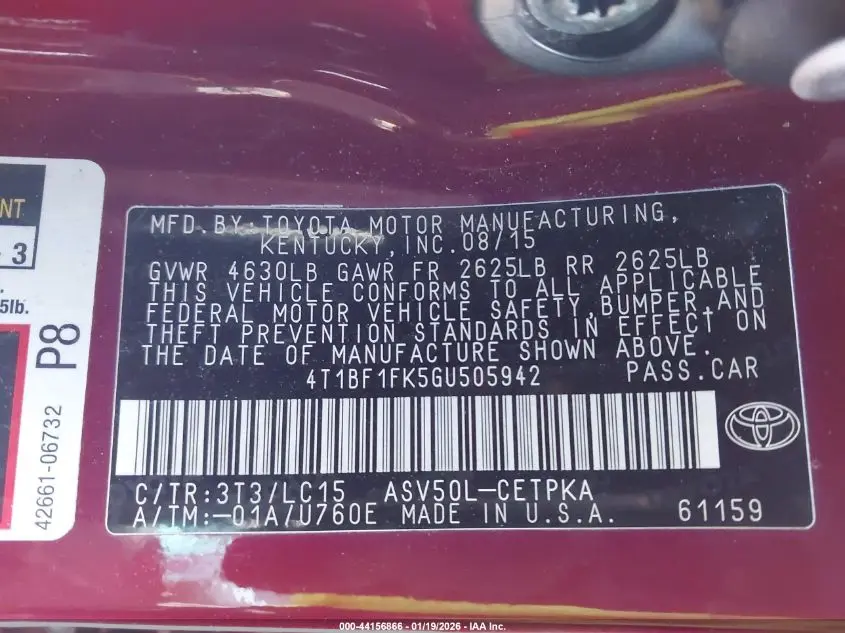 NT
3
.
5lb.
P8
42661-06732
MFD.BY:TOYOTA MOTOR MANUFACTURING,
KENTUCKY,INC.08/15
GVWR 4630LB GAWR FR 2625LB RR 2625LB
THIS VEHICLE CONFORMS TO ALL APPLICABLE
FEDERAL MOTOR VEHICLE SAFETY,BUMPER,AND
THEFT PREVENTION STANDARDS IN EFFECT ON
THE DATE OF MANUFACTURE SHOWN ABOVE.
4T1BF1FK5GU505942 PASS.CAR
C/TR:3T3/LC15 ASV50L-CETPKA
A/TM:-01A/U760E MADE IN U.S.A. 61159
000-44156866 - 01/19/2026 - IAA Inc.